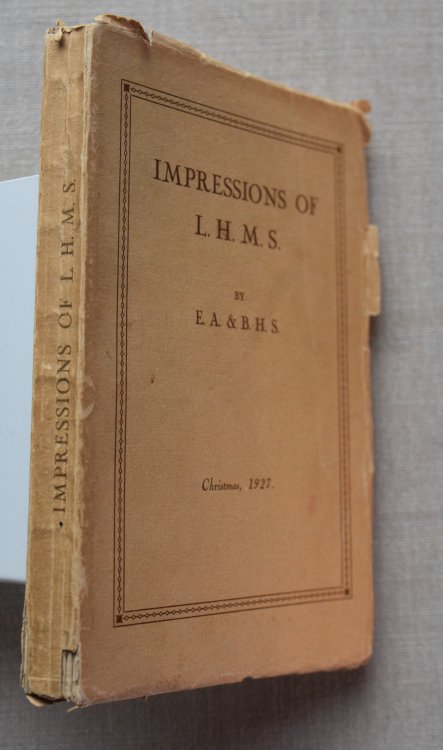 IMPRESSIONS OF L. H. M. S.
IMPRESSIONS OF
L. H. M. S.
BY
E. A. & B. H. S.
Christmas, 1927.